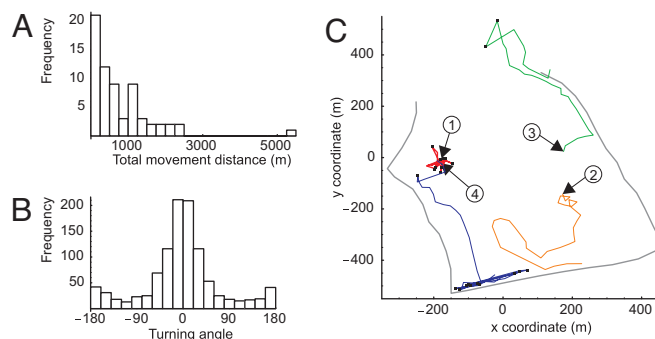 A
Frequency
20
15
10
5
1000 3000 5000
Total movement distance (m)
B
Frequency
200
150
100
50
−180 −90 0 90 180
Turning angle
C
y coordinate (m)
400
200
0
−200
−400
−200 0 200 400
x coordinate (m)
1
3
2
4